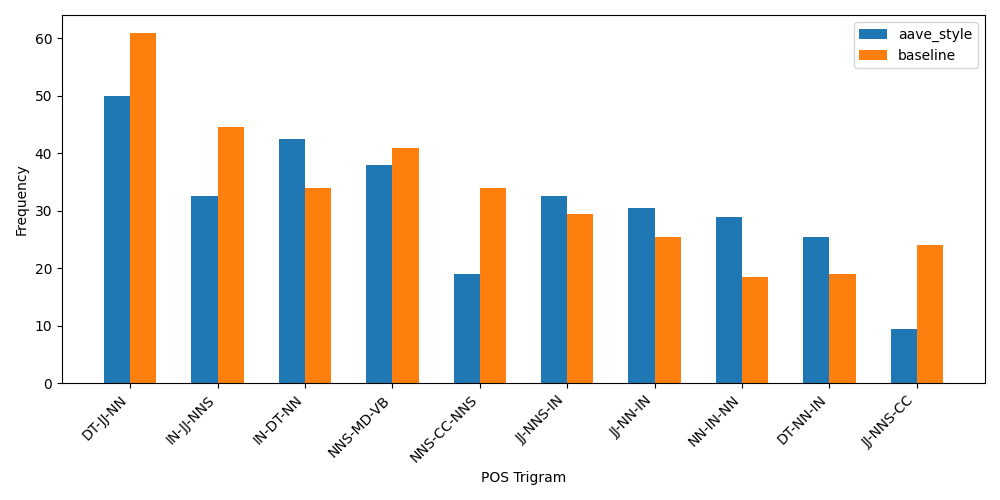 aave_style
baseline
60
50
40
30
20
10
0
Frequency
DT-JJ-NN
IN-JJ-NNS
IN-DT-NN
NNS-MD-VB
NNS-CC-NNS
JJ-NNS-IN
JJ-NN-IN
NN-IN-NN
DT-NN-IN
JJ-NNS-CC
POS Trigram